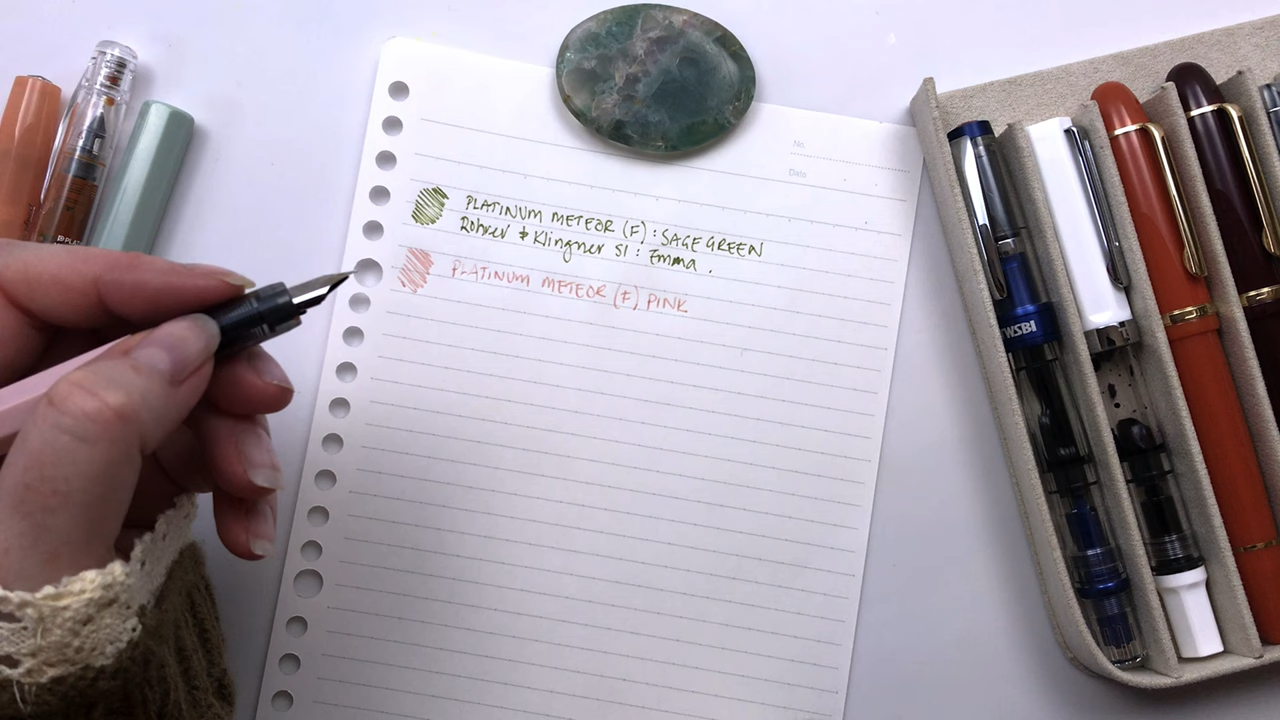 No.
Date
PLATINUM METEOR (F) : SAGE GREEN
Rohrer & Klingner SI : Emma .
PLATINUM METEOR (F) PINK
TWSBI